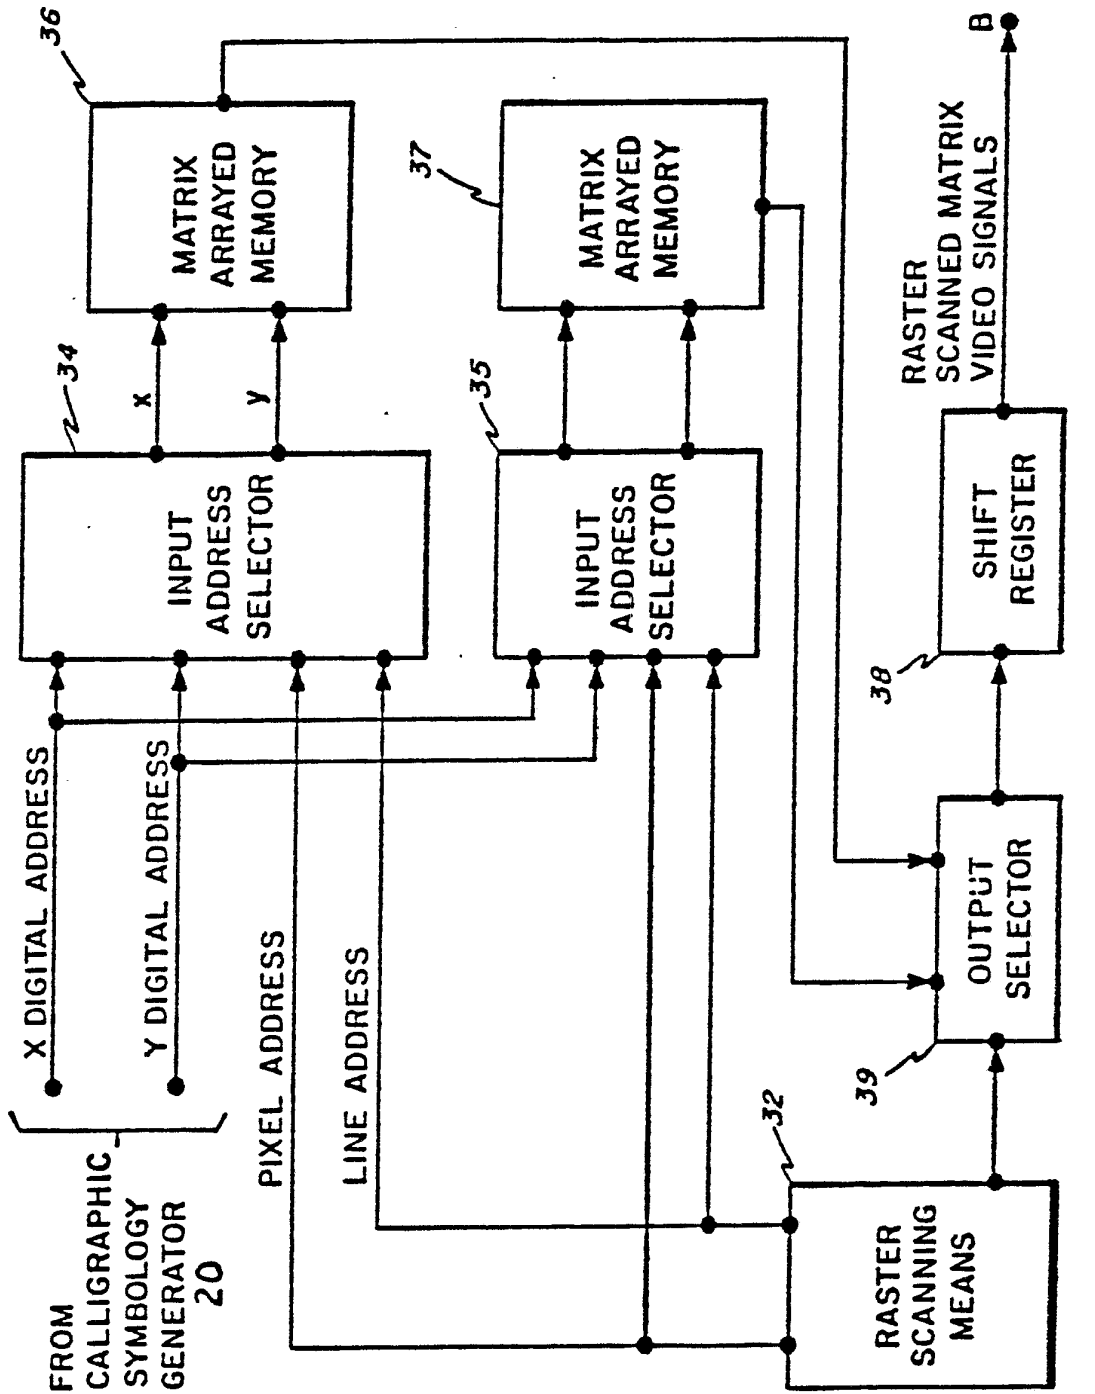 FROM
CALLIGRAPHIC
SYMBOLOGY
GENERATOR
20
X DIGITAL ADDRESS
Y DIGITAL ADDRESS
PIXEL ADDRESS
LINE ADDRESS
34
INPUT
ADDRESS
SELECTOR
x
y
36
MATRIX
ARRAYED
MEMORY
35
INPUT
ADDRESS
SELECTOR
37
MATRIX
ARRAYED
MEMORY
32
RASTER
SCANNING
MEANS
39
OUTPUT
SELECTOR
38
SHIFT
REGISTER
RASTER
SCANNED MATRIX
VIDEO SIGNALS
B